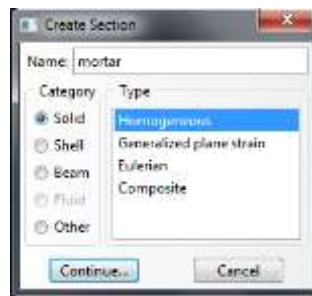 Create Section
Name: mortar
Category
Type
Solid
Shell
Beam
Fluid
Other
Homogeneous
Generalized plane strain
Eulerian
Composite
Continue...
Cancel